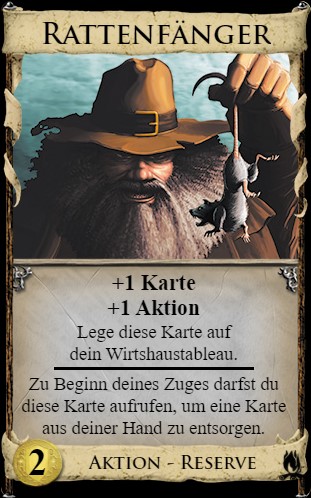 RATTENFÄNGER
+1 Karte
+1 Aktion
Lege diese Karte auf
dein Wirtshaustableau.
Zu Beginn deines Zuges darfst du
diese Karte aufrufen, um eine Karte
aus deiner Hand zu entsorgen.
2 AKTION - RESERVE